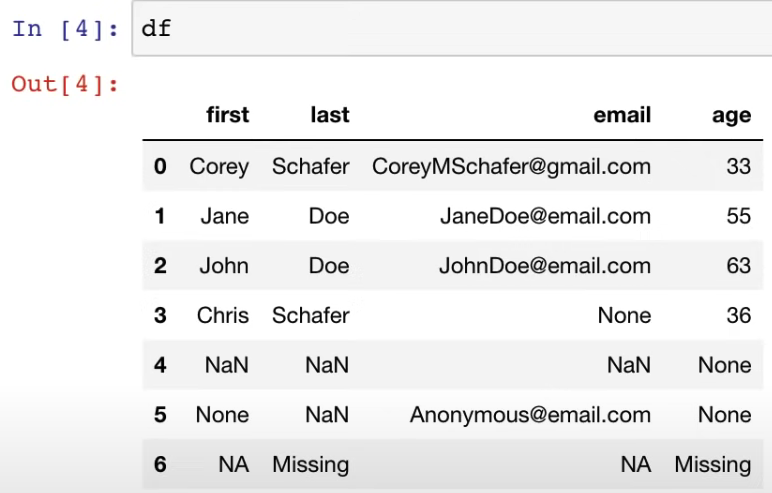 In [4]: df
Out[4]:
first last email age
0 Corey Schafer CoreyMSchafer@gmail.com 33
1 Jane Doe JaneDoe@email.com 55
2 John Doe JohnDoe@email.com 63
3 Chris Schafer None 36
4 NaN NaN NaN None
5 None NaN Anonymous@email.com None
6 NA Missing NA Missing